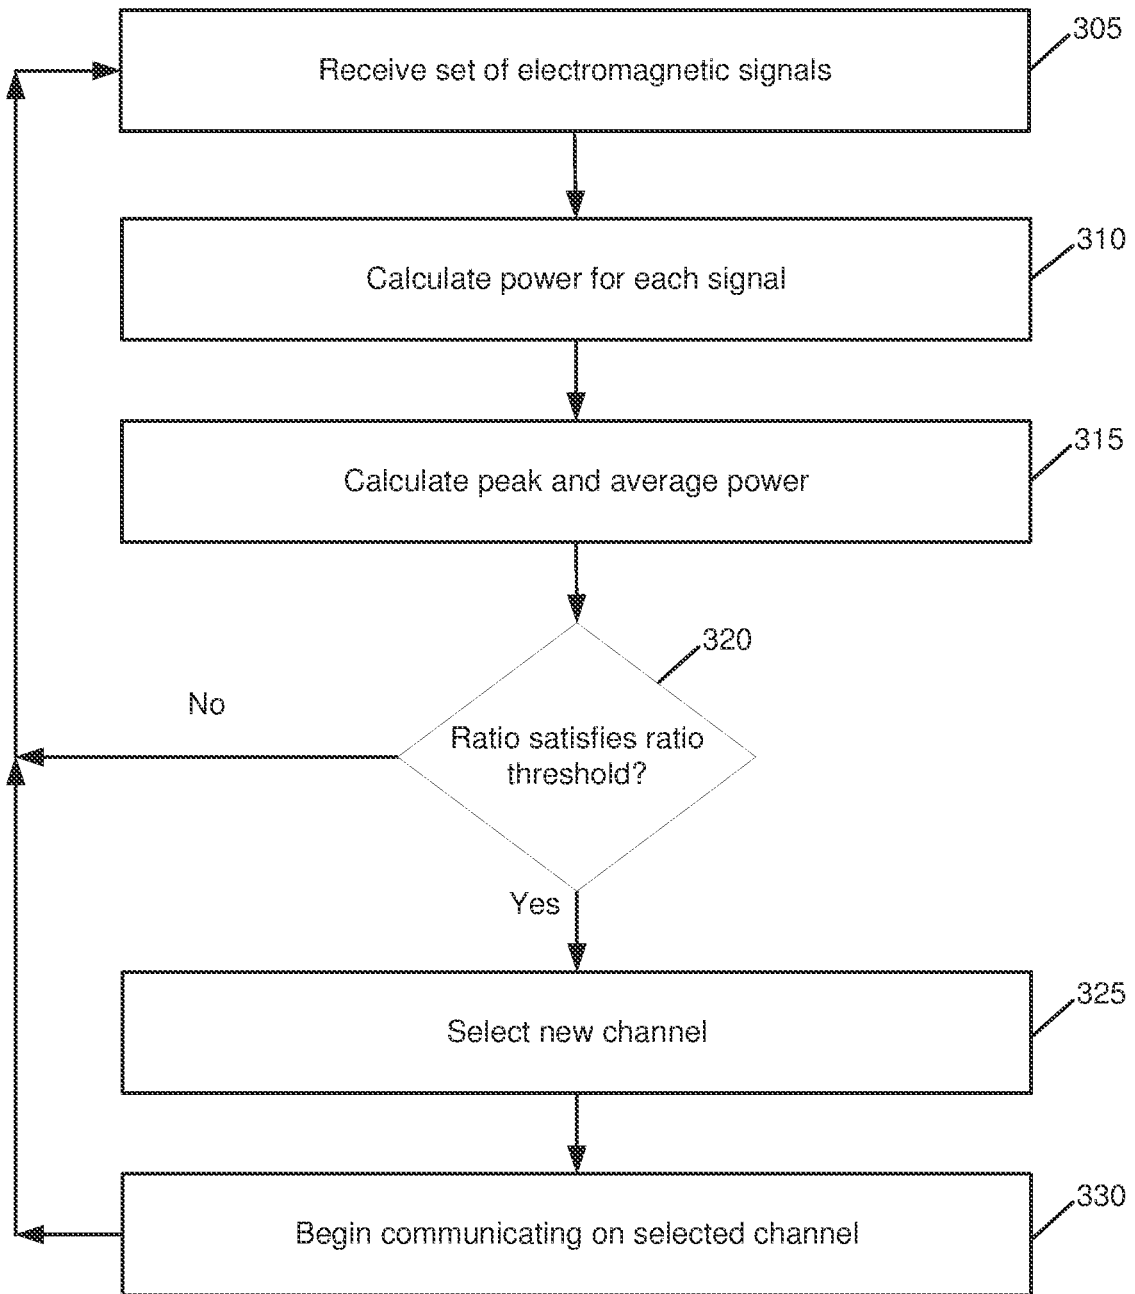 305
Receive set of electromagnetic signals
310
Calculate power for each signal
315
Calculate peak and average power
320
No
Ratio satisfies ratio
threshold?
Yes
325
Select new channel
330
Begin communicating on selected channel